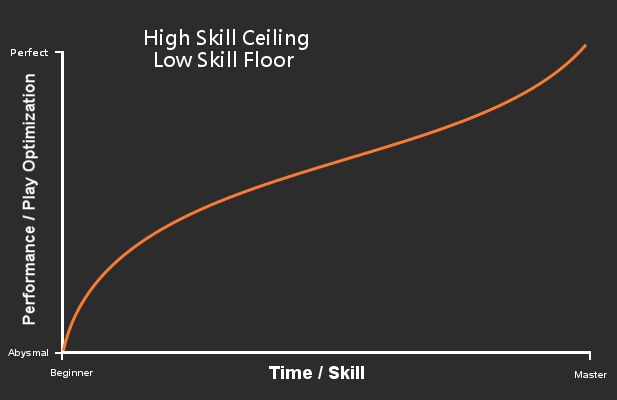 High Skill Ceiling
Low Skill Floor
Perfect
Performance / Play Optimization
Abysmal
Beginner
Time / Skill
Master